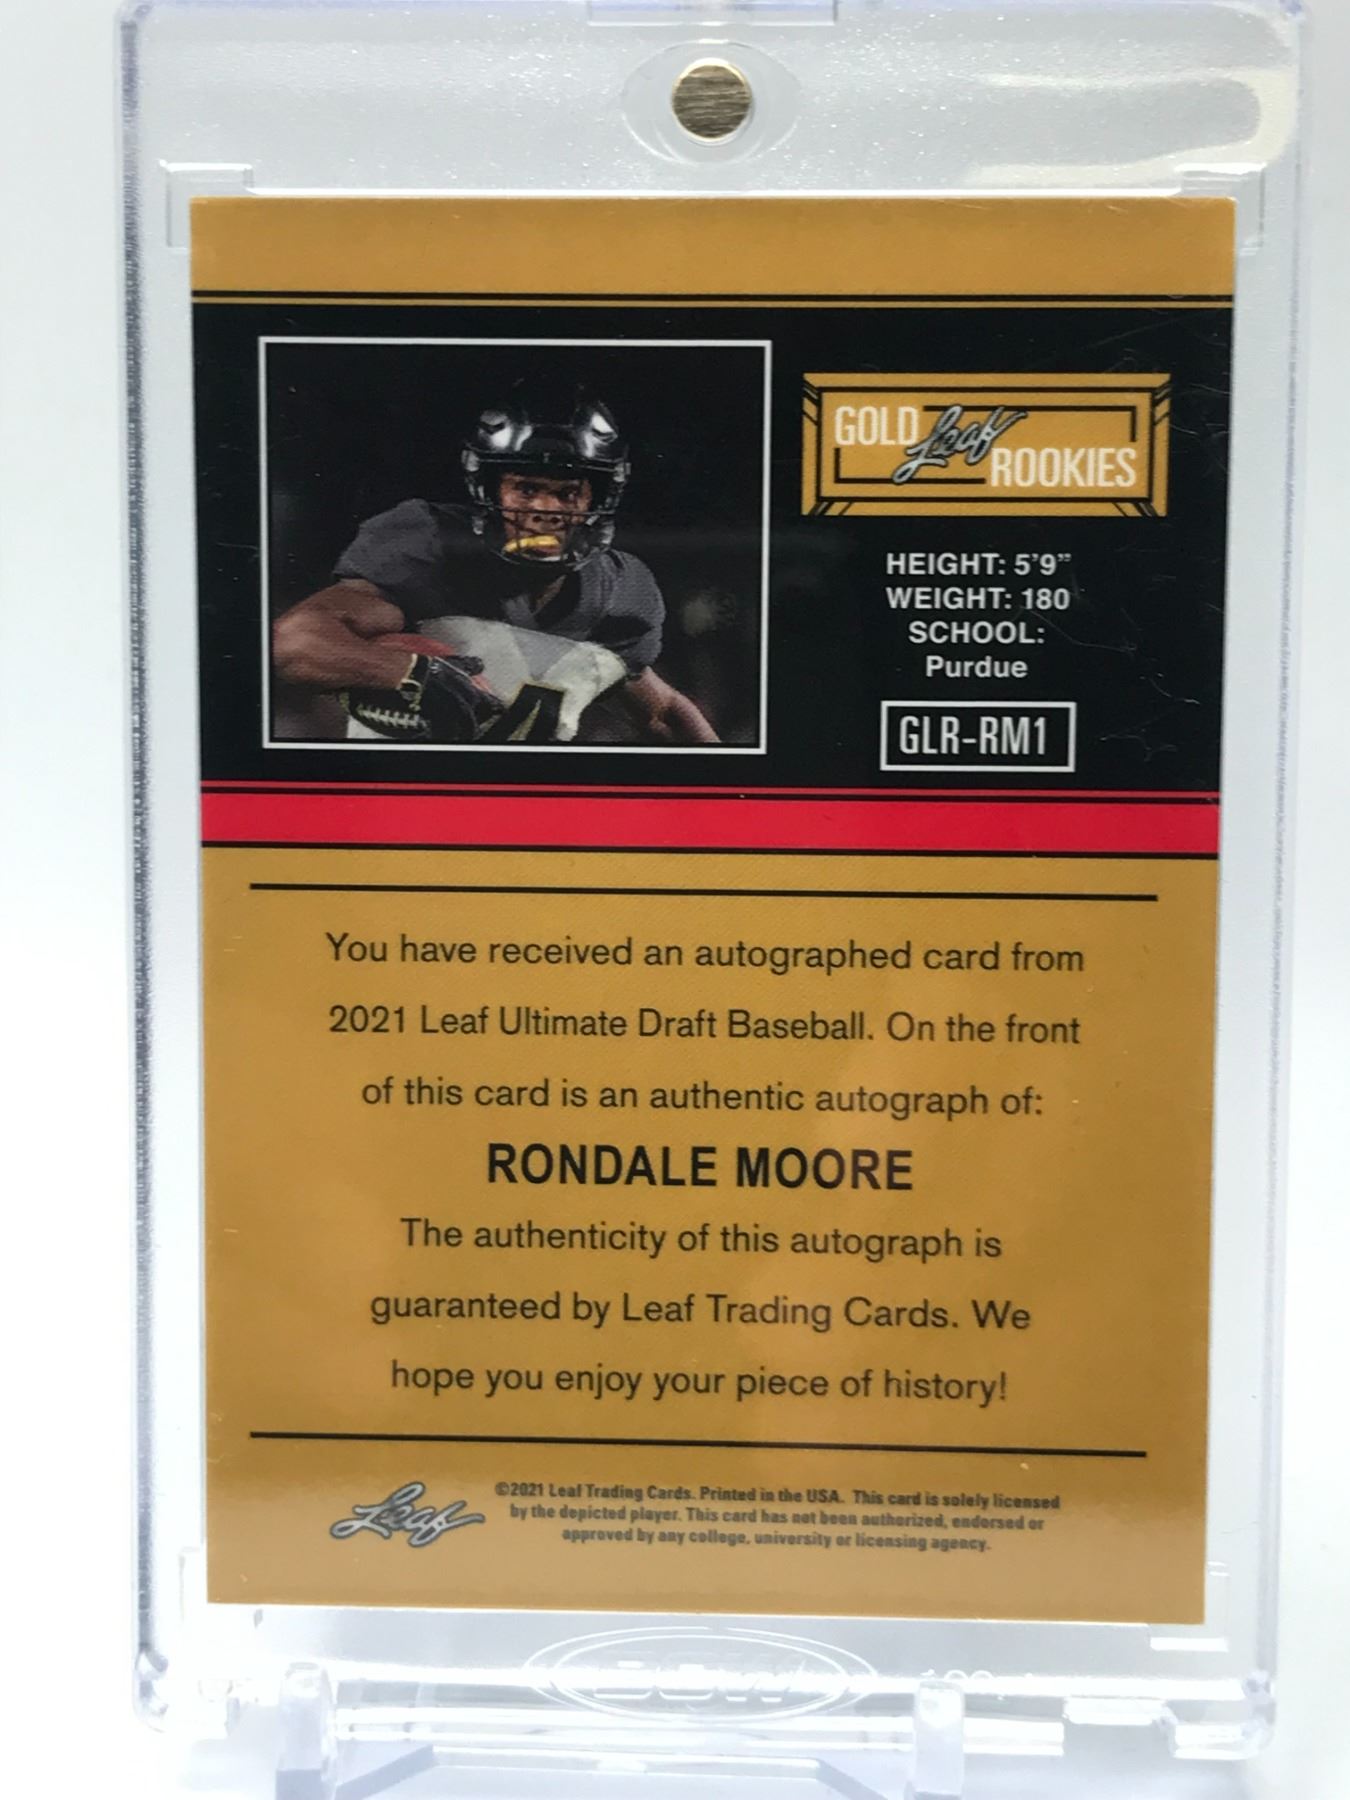 GOLD Leaf ROOKIES
HEIGHT: 5'9"
WEIGHT: 180
SCHOOL:
Purdue
GLR-RM1
You have received an autographed card from
2021 Leaf Ultimate Draft Baseball. On the front
of this card is an authentic autograph of:
RONDALE MOORE
The authenticity of this autograph is
guaranteed by Leaf Trading Cards. We
hope you enjoy your piece of history!
Leaf
©2021 Leaf Trading Cards. Printed in the USA. This card is solely licensed
by the depicted player. This card has not been authorized, endorsed or
approved by any college, university or licensing agency.